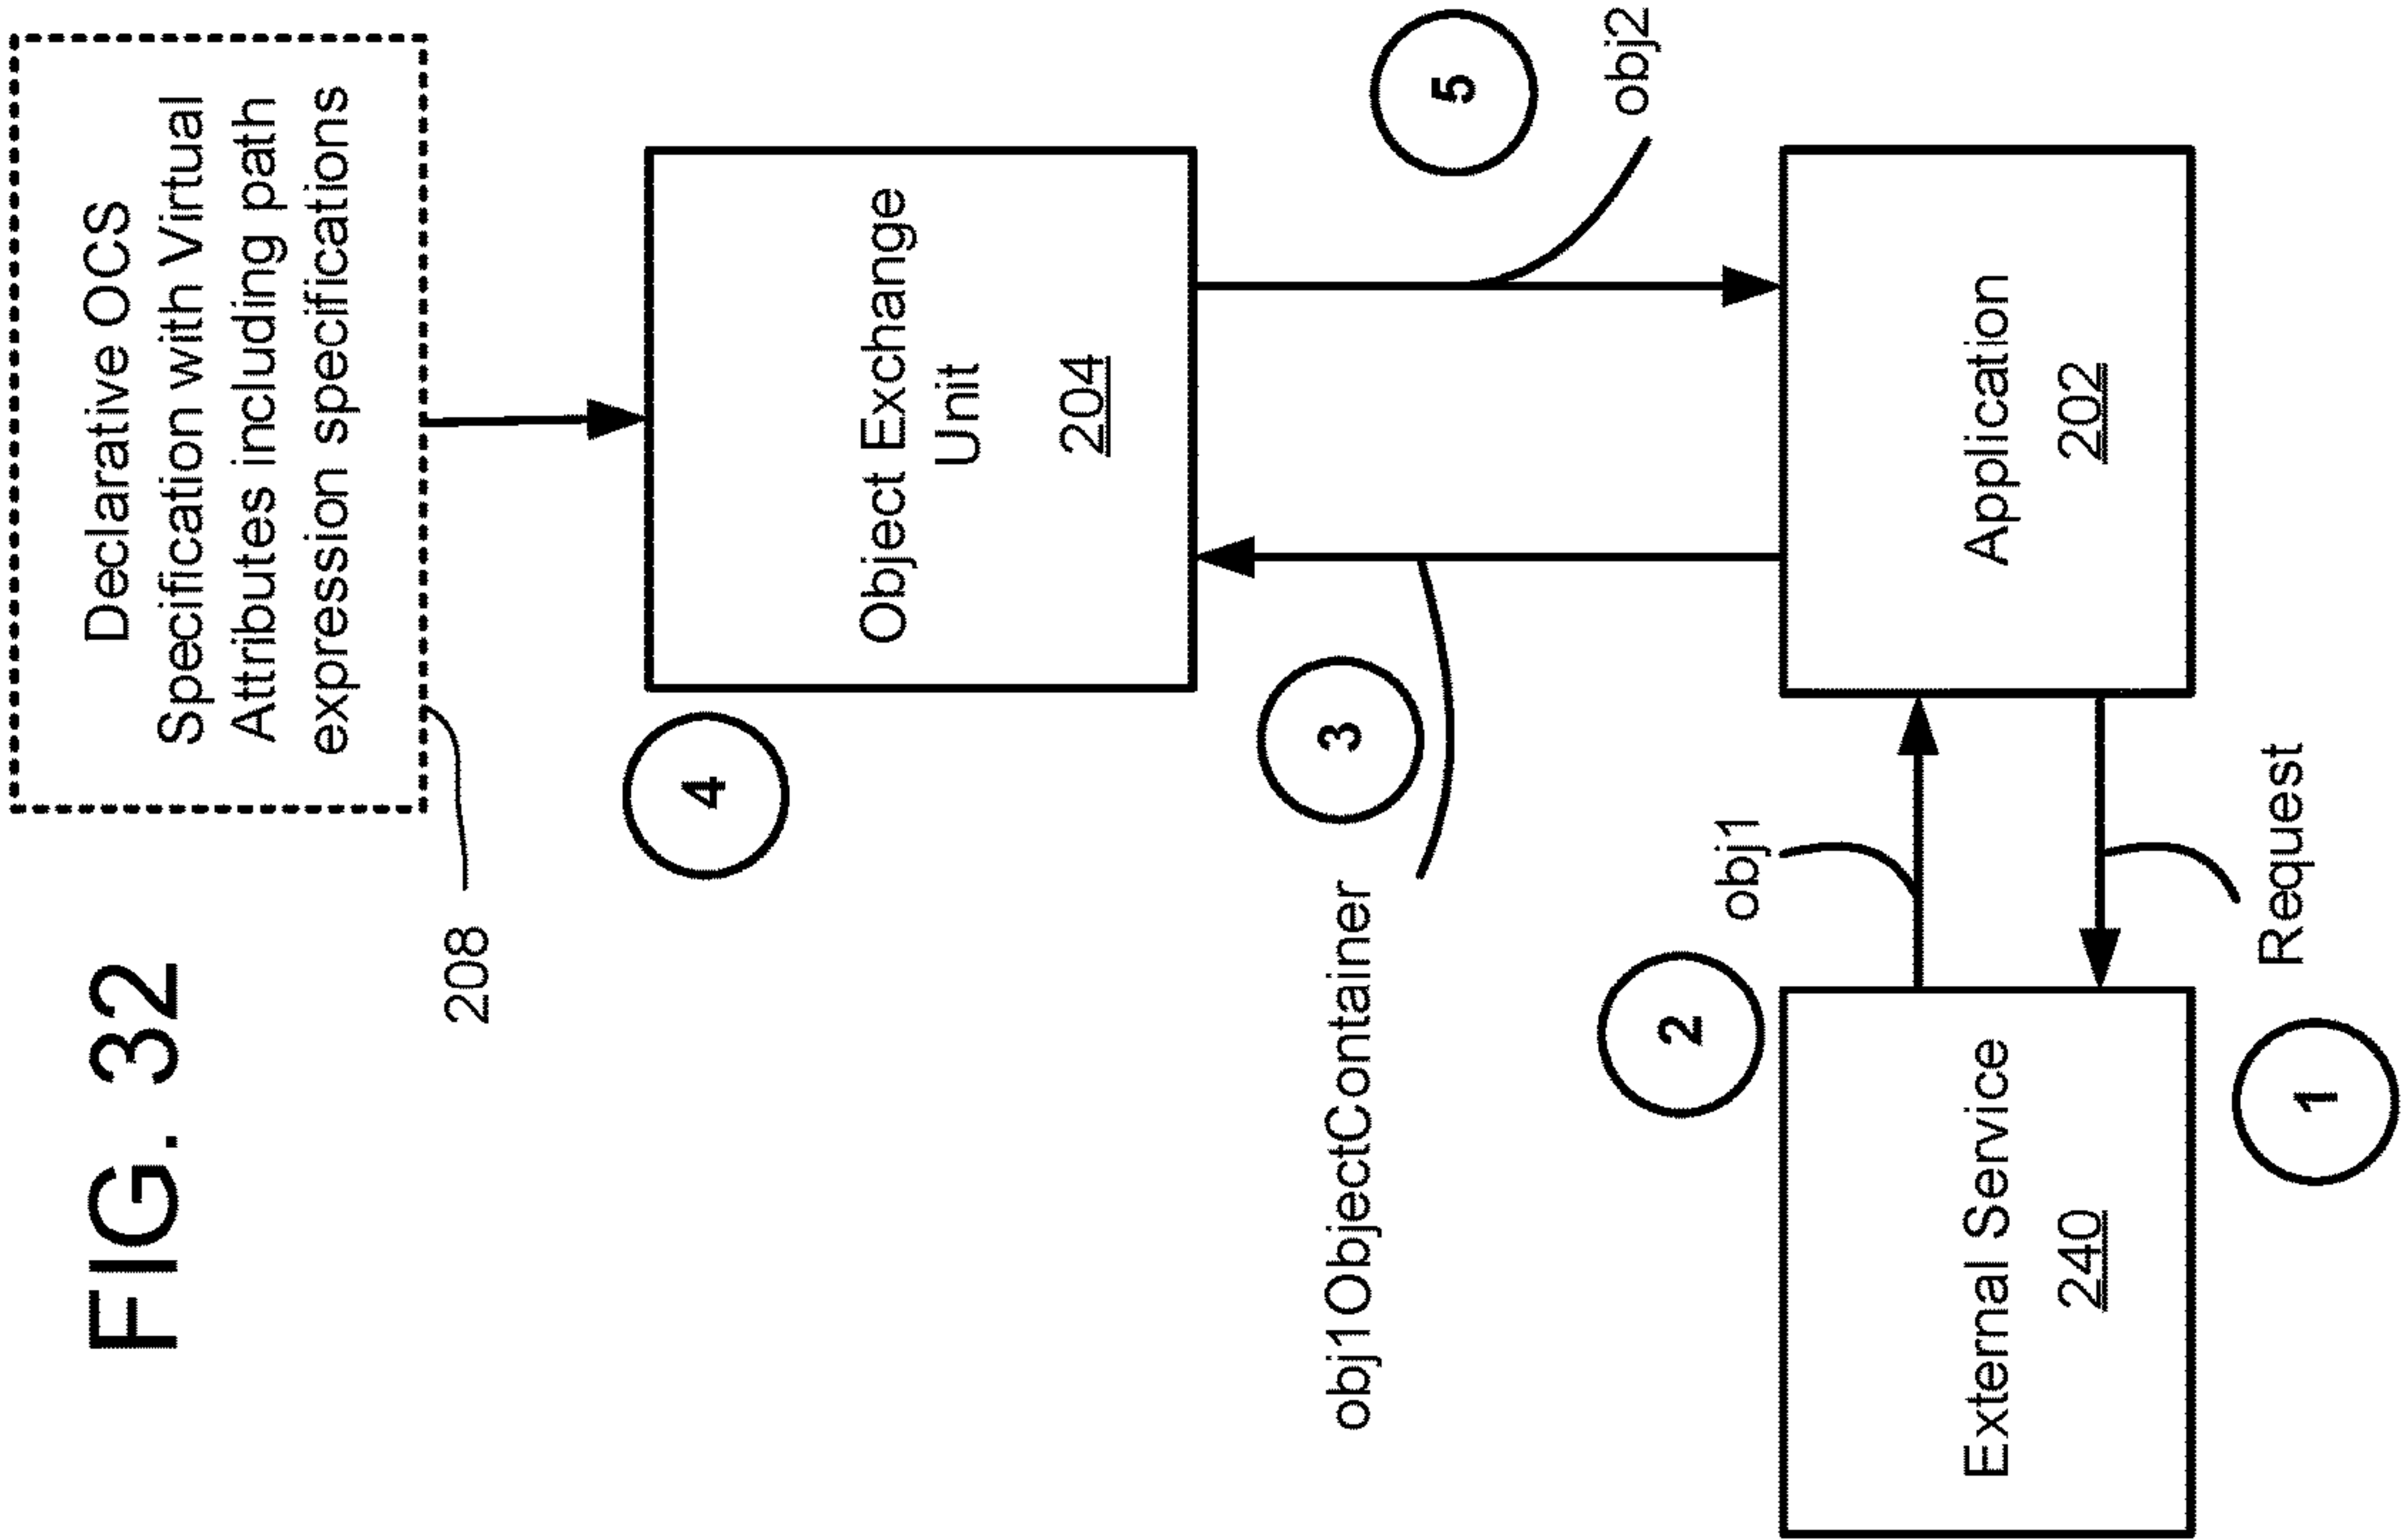 FIG. 32
Declarative OCS
Specification with Virtual
Attributes including path
expression specifications
208
4
Object Exchange
Unit
204
obj1ObjectContainer
3
5
obj2
2
obj1
External Service
240
Application
202
Request
1